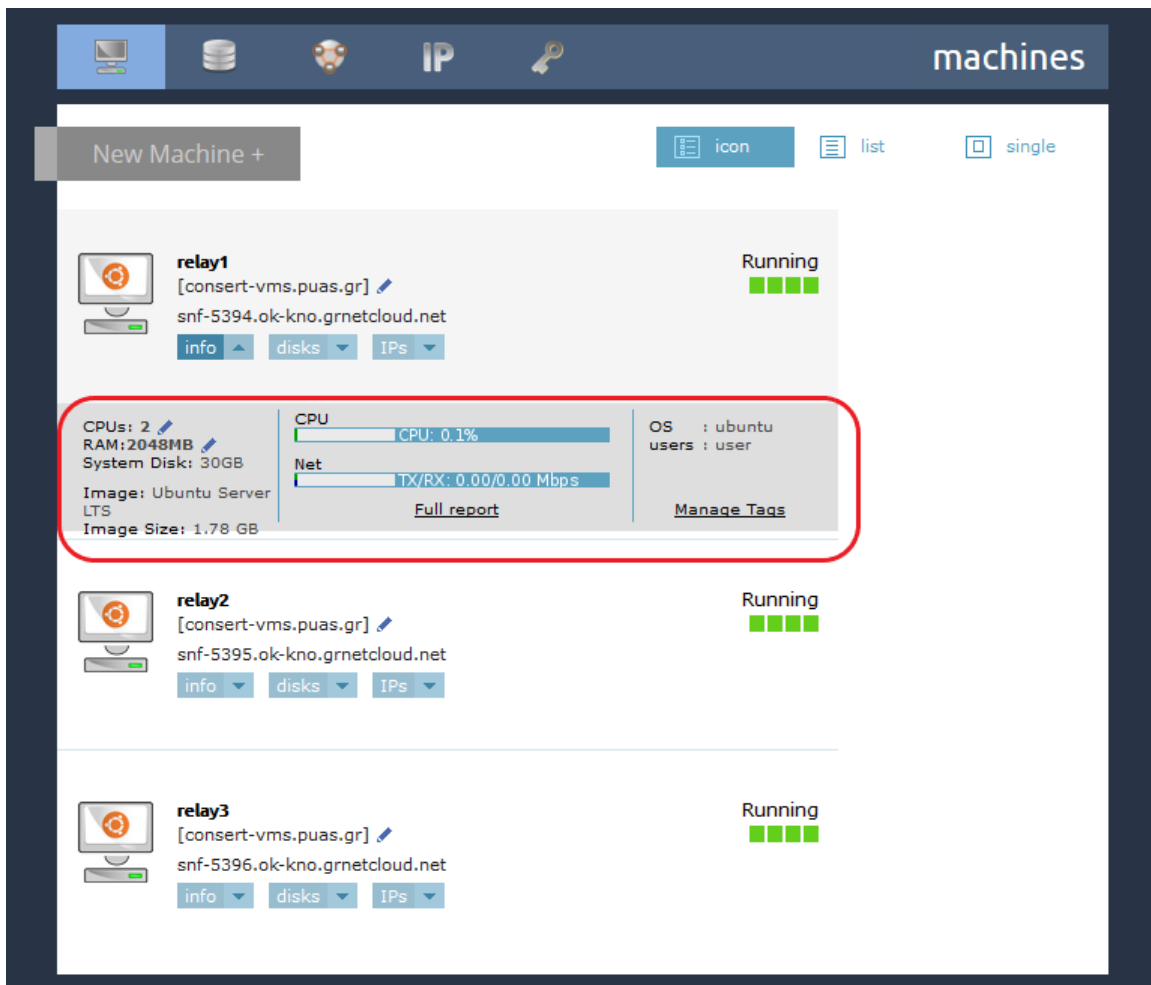 IP
machines
New Machine +
icon
list
single
relay1
[consert-vms.puas.gr]
snf-5394.ok-kno.grnetcloud.net
Running
info
disks
IPs
CPUs: 2
RAM:2048MB
System Disk: 30GB
Image: Ubuntu Server
LTS
Image Size: 1.78 GB
CPU
CPU: 0.1%
Net
TX/RX: 0.00/0.00 Mbps
Full report
OS : ubuntu
users : user
Manage Tags
relay2
[consert-vms.puas.gr]
snf-5395.ok-kno.grnetcloud.net
Running
info
disks
IPs
relay3
[consert-vms.puas.gr]
snf-5396.ok-kno.grnetcloud.net
Running
info
disks
IPs